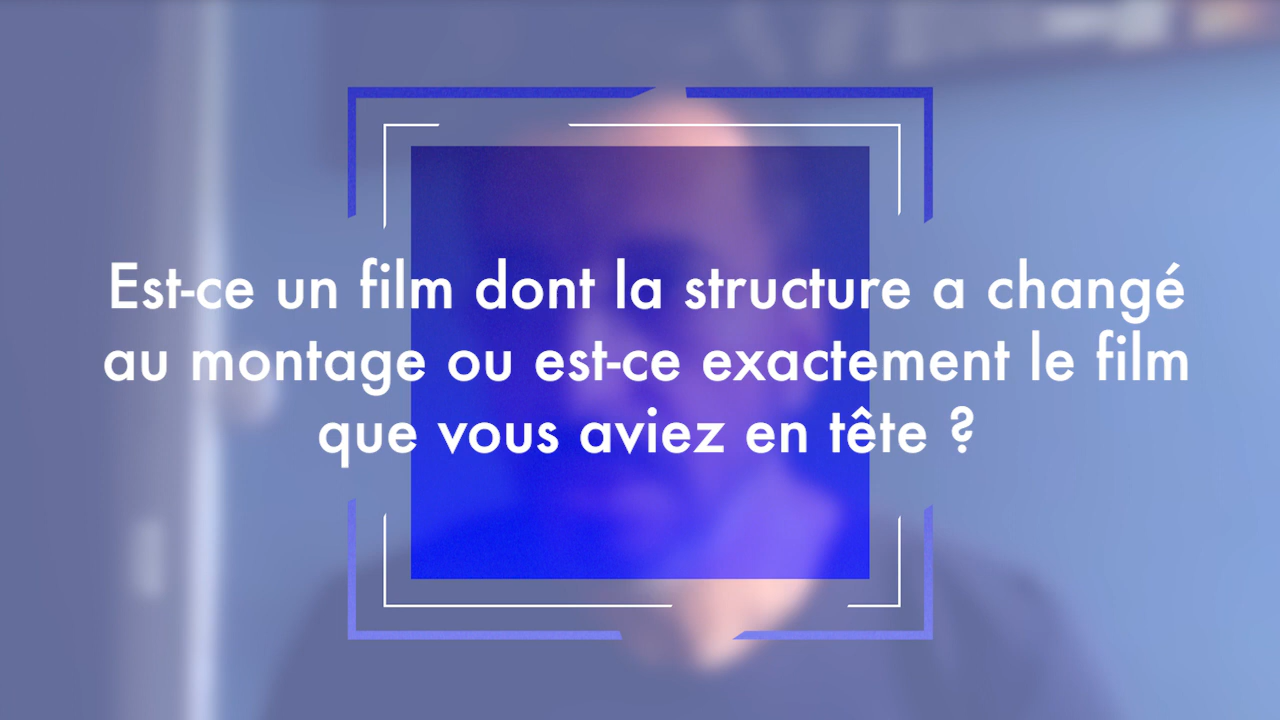 Est-ce un film dont la structure a changé
au montage ou est-ce exactement le film
que vous aviez en tête ?